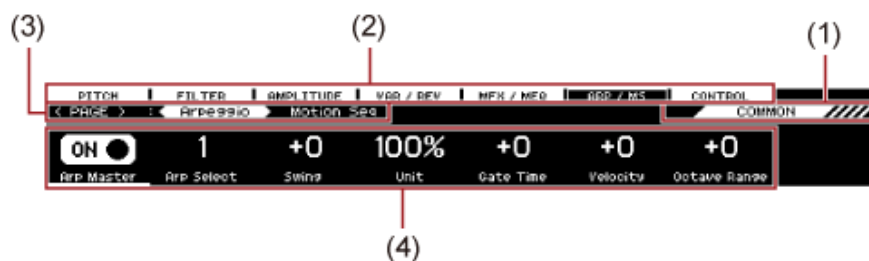 (3) (2) (1)
PITCH FILTER AMPLITUDE VAR / REV MFX / MEQ ARP / MS CONTROL
< PAGE > : Arpeggio Motion Seq COMMON
ON 1 +0 100% +0 +0 +0
Arp Master Arp Select Swing Unit Gate Time Velocity Octave Range
(4)